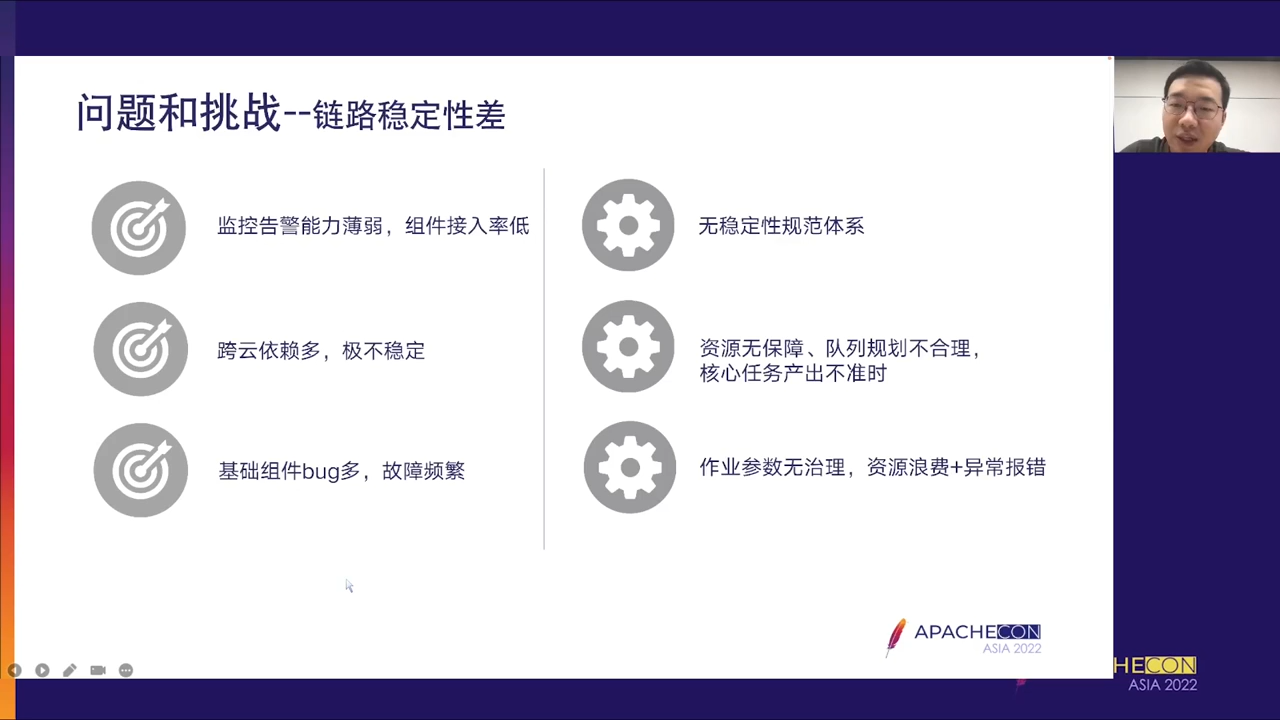 问题和挑战--链路稳定性差
监控告警能力薄弱，组件接入率低
跨云依赖多，极不稳定
基础组件bug多，故障频繁
无稳定性规范体系
资源无保障、队列规划不合理，
核心任务产出不准时
作业参数无治理，资源浪费+异常报错
APACHECON
ASIA 2022
HECON
ASIA 2022